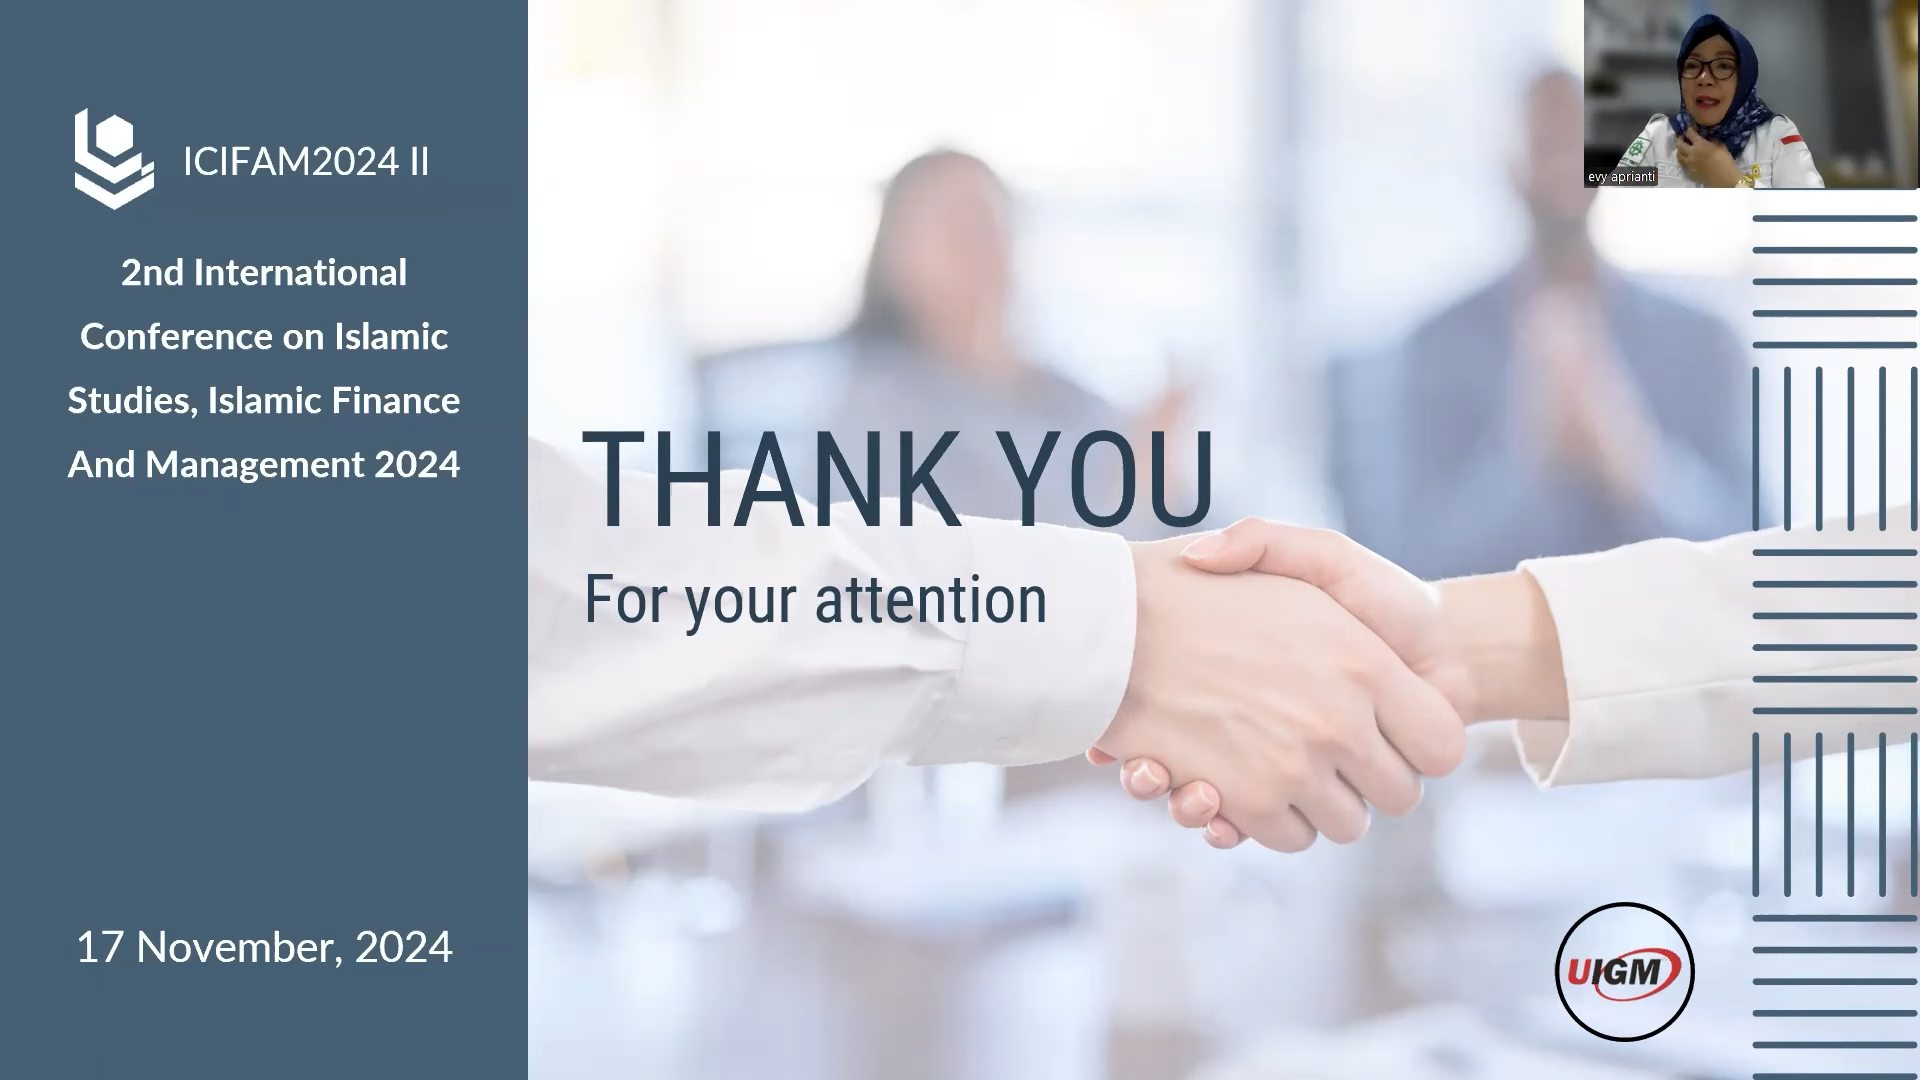 ICIFAM2024 II
2nd International
Conference on Islamic
Studies, Islamic Finance
And Management 2024
17 November, 2024
THANK YOU
For your attention
evy aprianti
UIGM